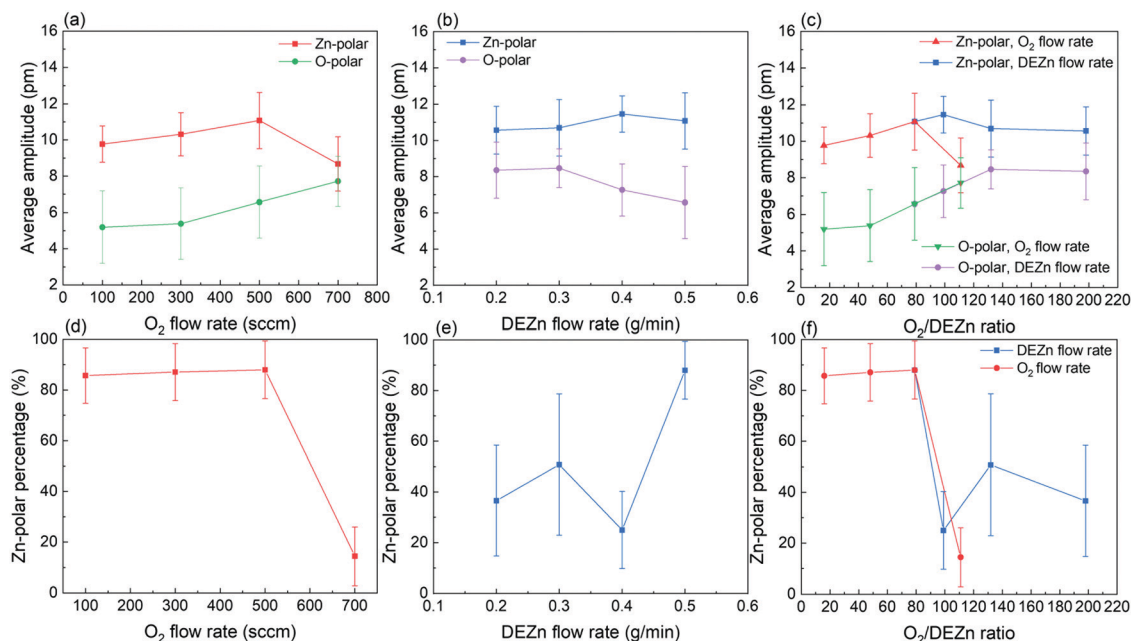 (a)
Zn-polar
O-polar
Average amplitude (pm)
16
14
12
10
8
6
4
2
0 100 200 300 400 500 600 700 800
O₂ flow rate (sccm)
(b)
Zn-polar
O-polar
Average amplitude (pm)
16
14
12
10
8
6
4
2
0.1 0.2 0.3 0.4 0.5 0.6
DEZn flow rate (g/min)
(c)
Zn-polar, O₂ flow rate
Zn-polar, DEZn flow rate
Average amplitude (pm)
16
14
12
10
8
6
4
2
O-polar, O₂ flow rate
O-polar, DEZn flow rate
0 20 40 60 80 100 120 140 160 180 200 220
O₂/DEZn ratio
(d)
Zn-polar percentage (%)
100
80
60
40
20
0
100 200 300 400 500 600 700
O₂ flow rate (sccm)
(e)
Zn-polar percentage (%)
100
80
60
40
20
0
0.1 0.2 0.3 0.4 0.5 0.6
DEZn flow rate (g/min)
(f)
DEZn flow rate
O₂ flow rate
Zn-polar percentage (%)
100
80
60
40
20
0
0 20 40 60 80 100 120 140 160 180 200 220
O₂/DEZn ratio